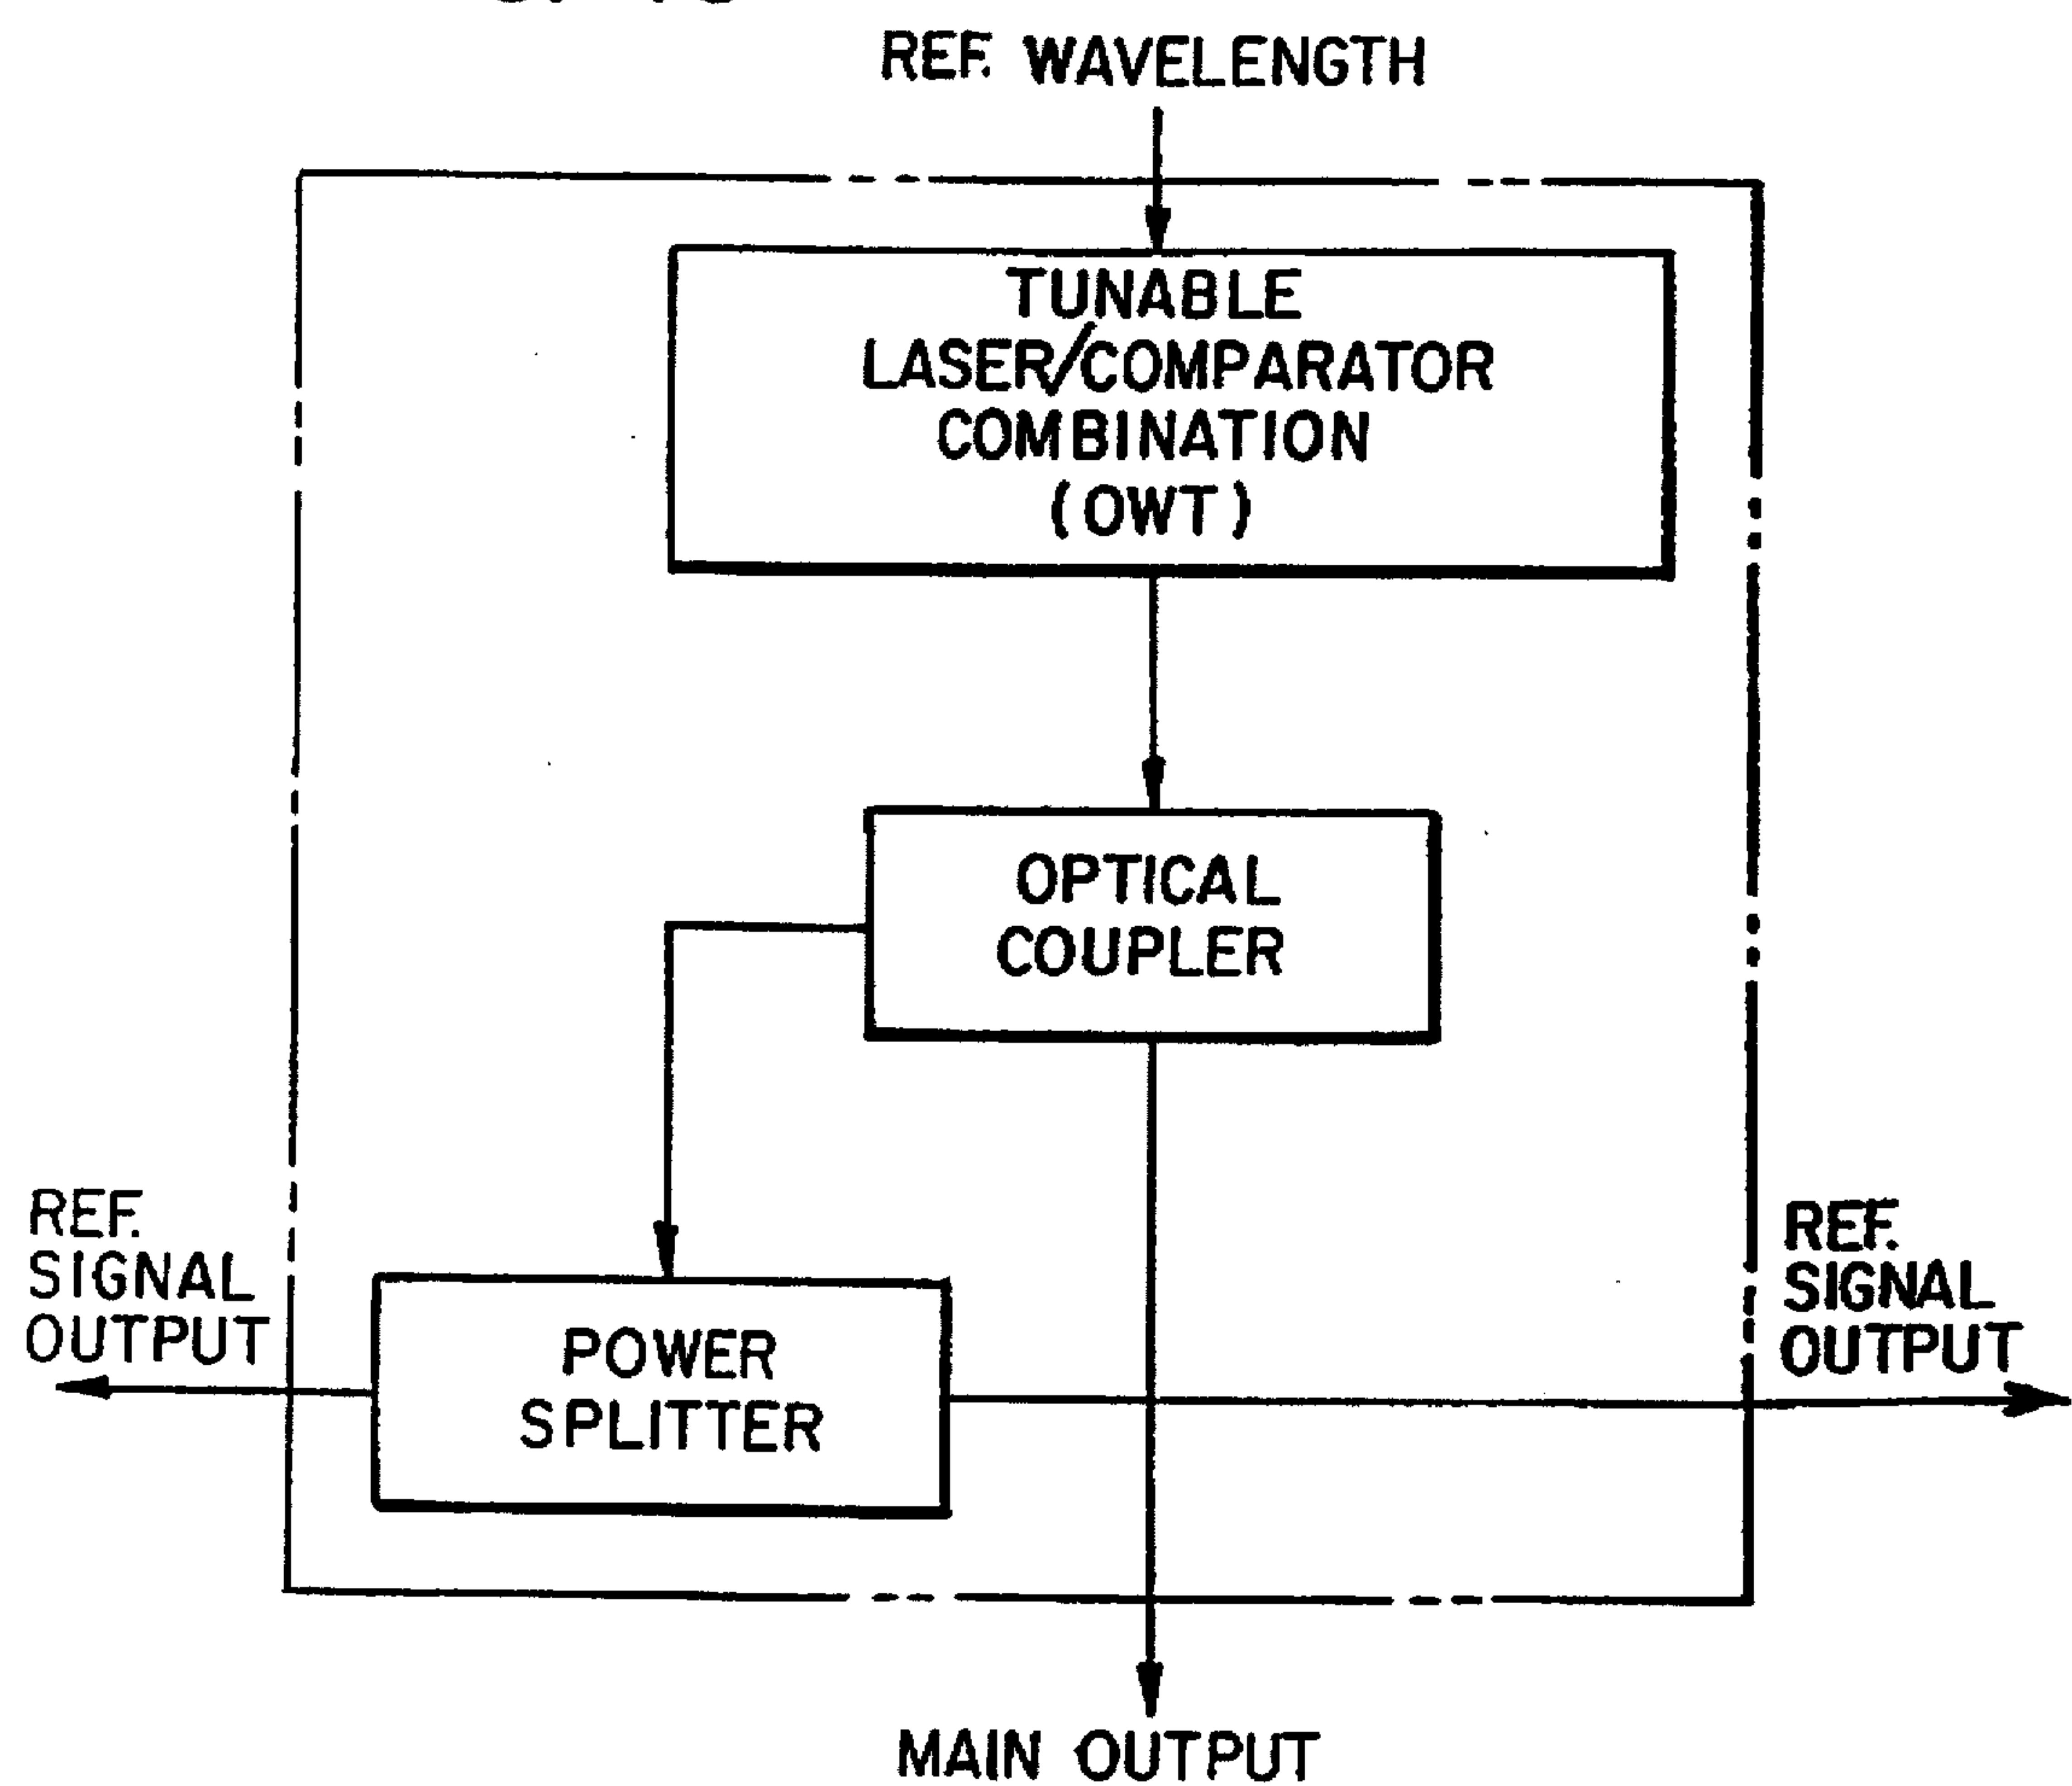 REF. WAVELENGTH
TUNABLE
LASER/COMPARATOR
COMBINATION
(OWT)
OPTICAL
COUPLER
REF.
SIGNAL
OUTPUT
POWER
SPLITTER
REF.
SIGNAL
OUTPUT
MAIN OUTPUT